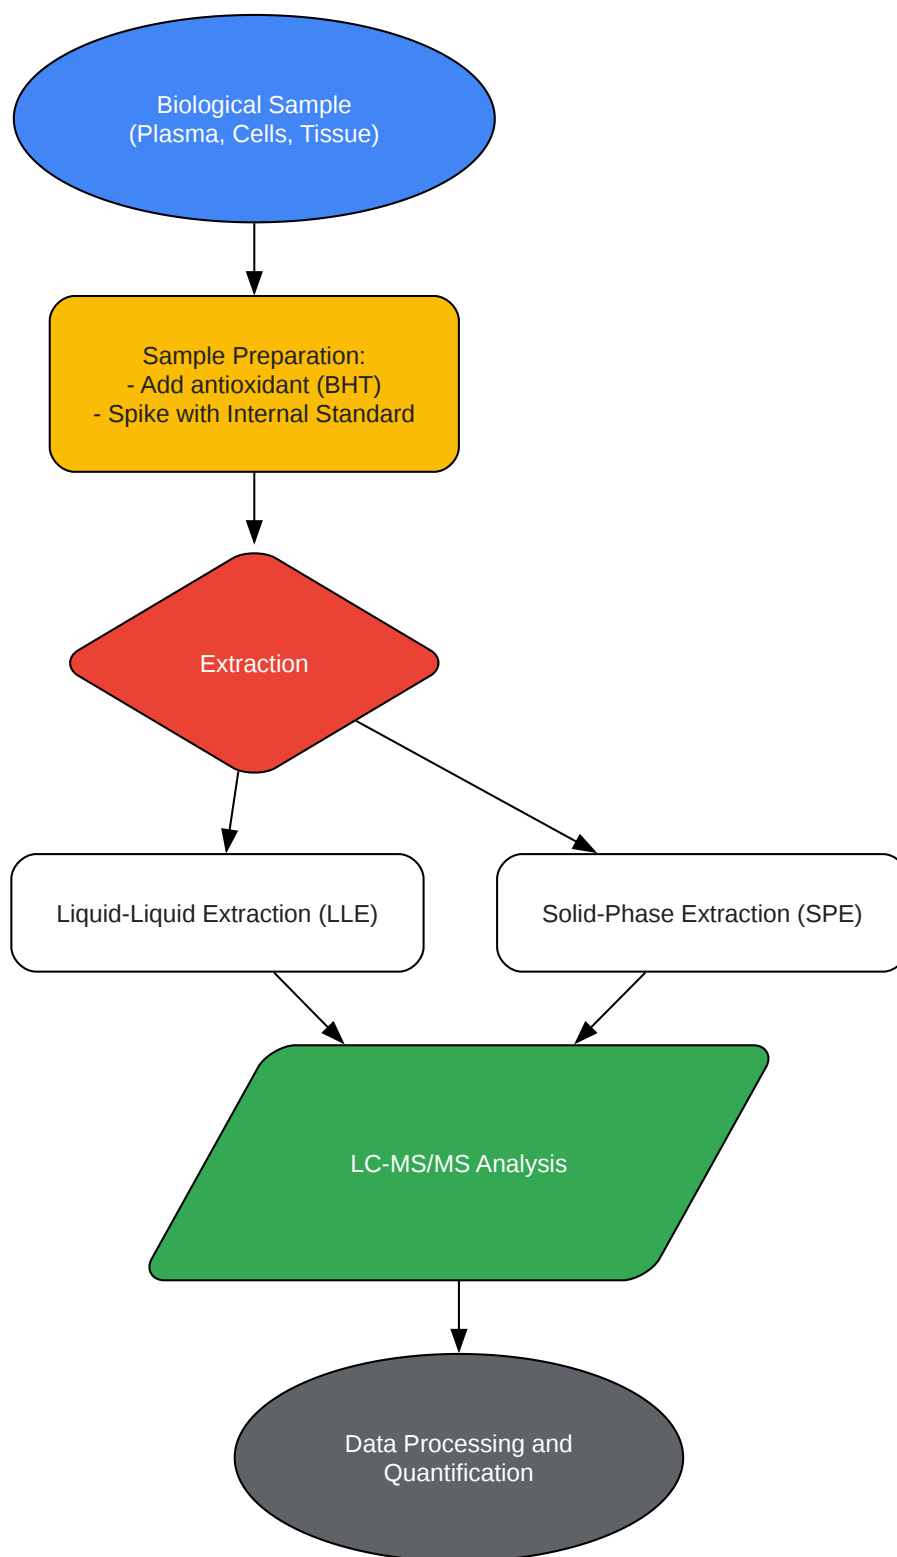 Biological Sample
(Plasma, Cells, Tissue)
Sample Preparation:
- Add antioxidant (BHT)
- Spike with Internal Standard
Extraction
Liquid-Liquid Extraction (LLE)
Solid-Phase Extraction (SPE)
LC-MS/MS Analysis
Data Processing and
Quantification